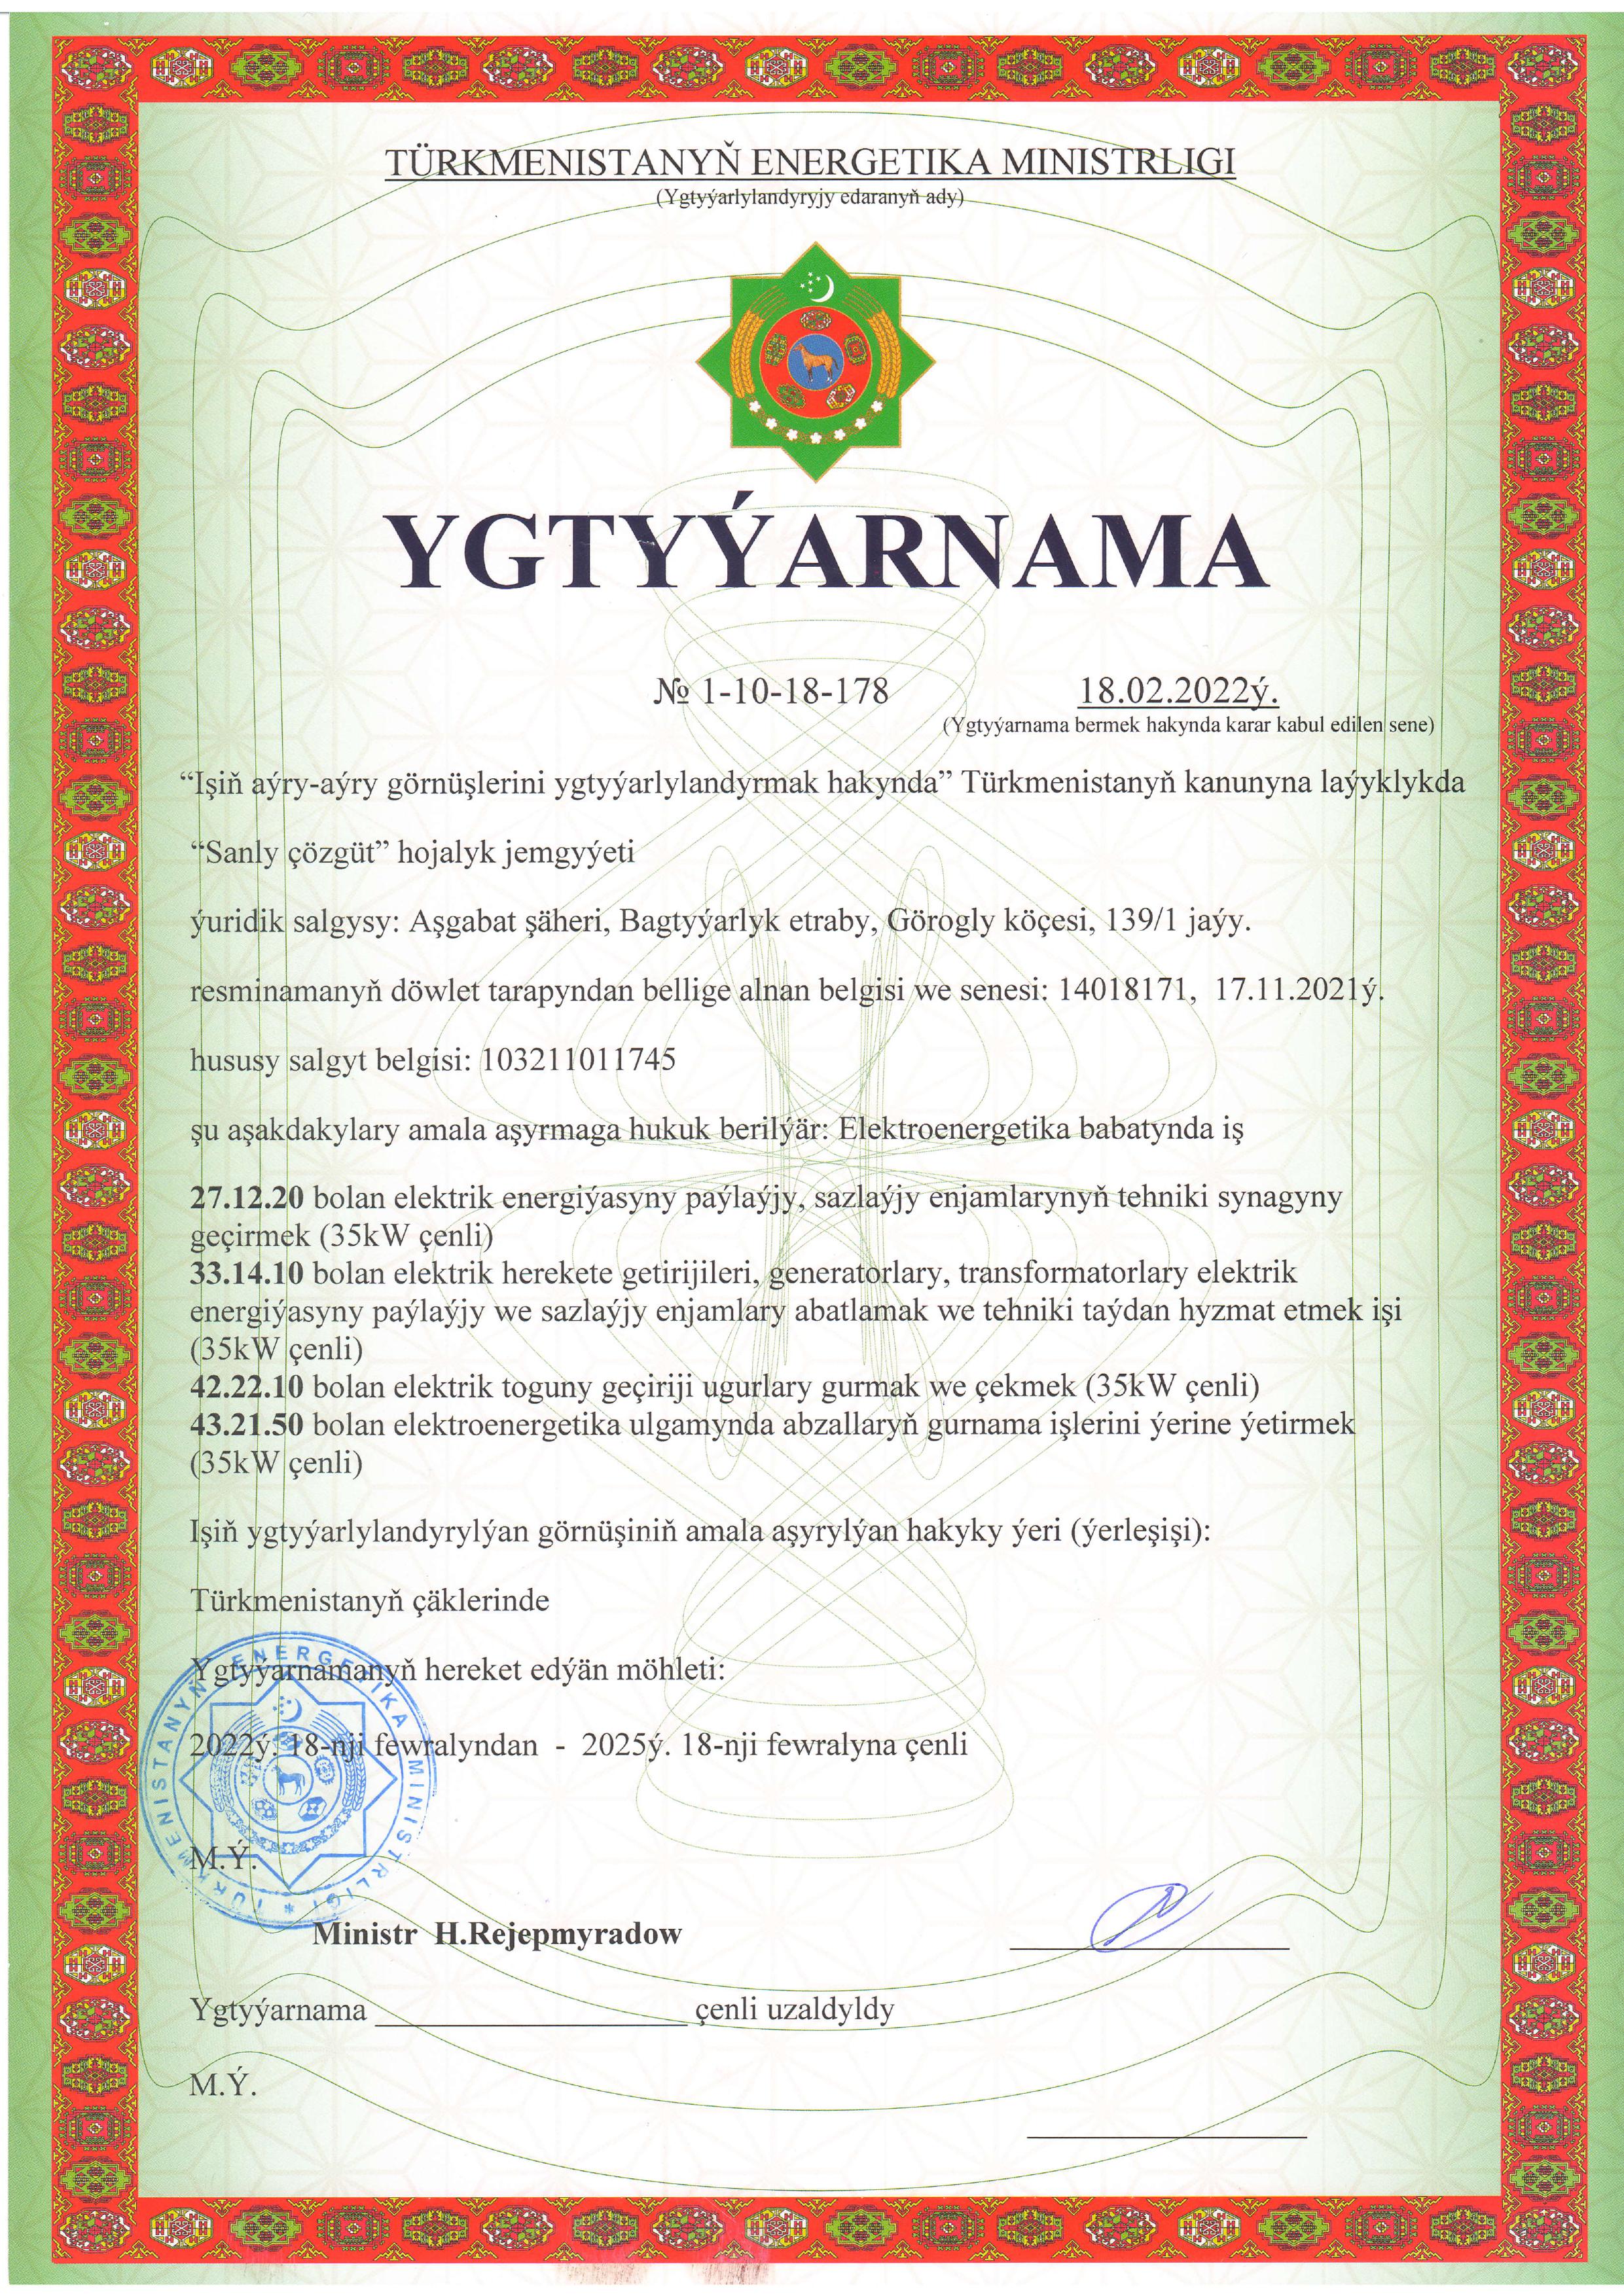 TÜRKMENISTANYŇ ENERGETIKA MINISTRLIGI
(Ygtyýarlylandyryjy edaranyň ady)
YGTYÝARNAMA
№ 1-10-18-178 18.02.2022ý.
(Ygtyýarnama bermek hakynda karar kabul edilen sene)
“Işiň aýry-aýry görnüşlerini ygtyýarlylandyrmak hakynda” Türkmenistanyň kanunyna laýyklykda
“Sanly çözgüt” hojalyk jemgyýeti
ýuridik salgysy: Aşgabat şäheri, Bagtyýarlyk etraby, Görogly köçesi, 139/1 jaýy.
resminamanyň döwlet tarapyndan bellige alnan belgisi we senesi: 14018171, 17.11.2021ý.
hususy salgyt belgisi: 103211011745
şu aşakdakylary amala aşyrmaga hukuk berilýär: Elektroenergetika babatynda iş
27.12.20 bolan elektrik energiýasyny paýlaýjy, sazlaýjy enjamlarynyň tehniki synagyny
geçirmek (35kW çenli)
33.14.10 bolan elektrik herekete getirijileri, generatorlary, transformatorlary elektrik
energiýasyny paýlaýjy we sazlaýjy enjamlary abatlamak we tehniki taýdan hyzmat etmek işi
(35kW çenli)
42.22.10 bolan elektrik toguny geçiriji ugurlary gurmak we çekmek (35kW çenli)
43.21.50 bolan elektroenergetika ulgamynda abzallaryň gurnama işlerini ýerine ýetirmek
(35kW çenli)
Işiň ygtyýarlylandyrylýan görnüşiniň amala aşyrylýan hakyky ýeri (ýerleşişi):
Türkmenistanyň çäklerinde
Ygtyýarnamanyň hereket edýän möhleti:
2022ý. 18-nji fewralyndan - 2025ý. 18-nji fewralyna çenli
TÜRKMENISTANYŇ ENERGETIKA MINISTRLIGI *
M.Ý.
Ministr H.Rejepmyradow
Ygtyýarnama ____________________ çenli uzaldyldy
M.Ý.